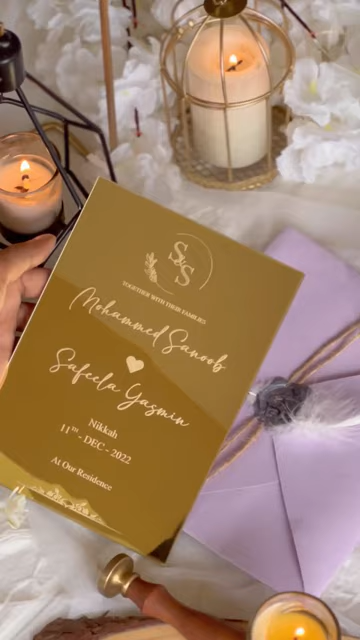 S&S
TOGETHER WITH THEIR FAMILIES
Mohammed Sanoob
Safeela Yasmin
Nikkah
11TH - DEC - 2022
At Our Residence